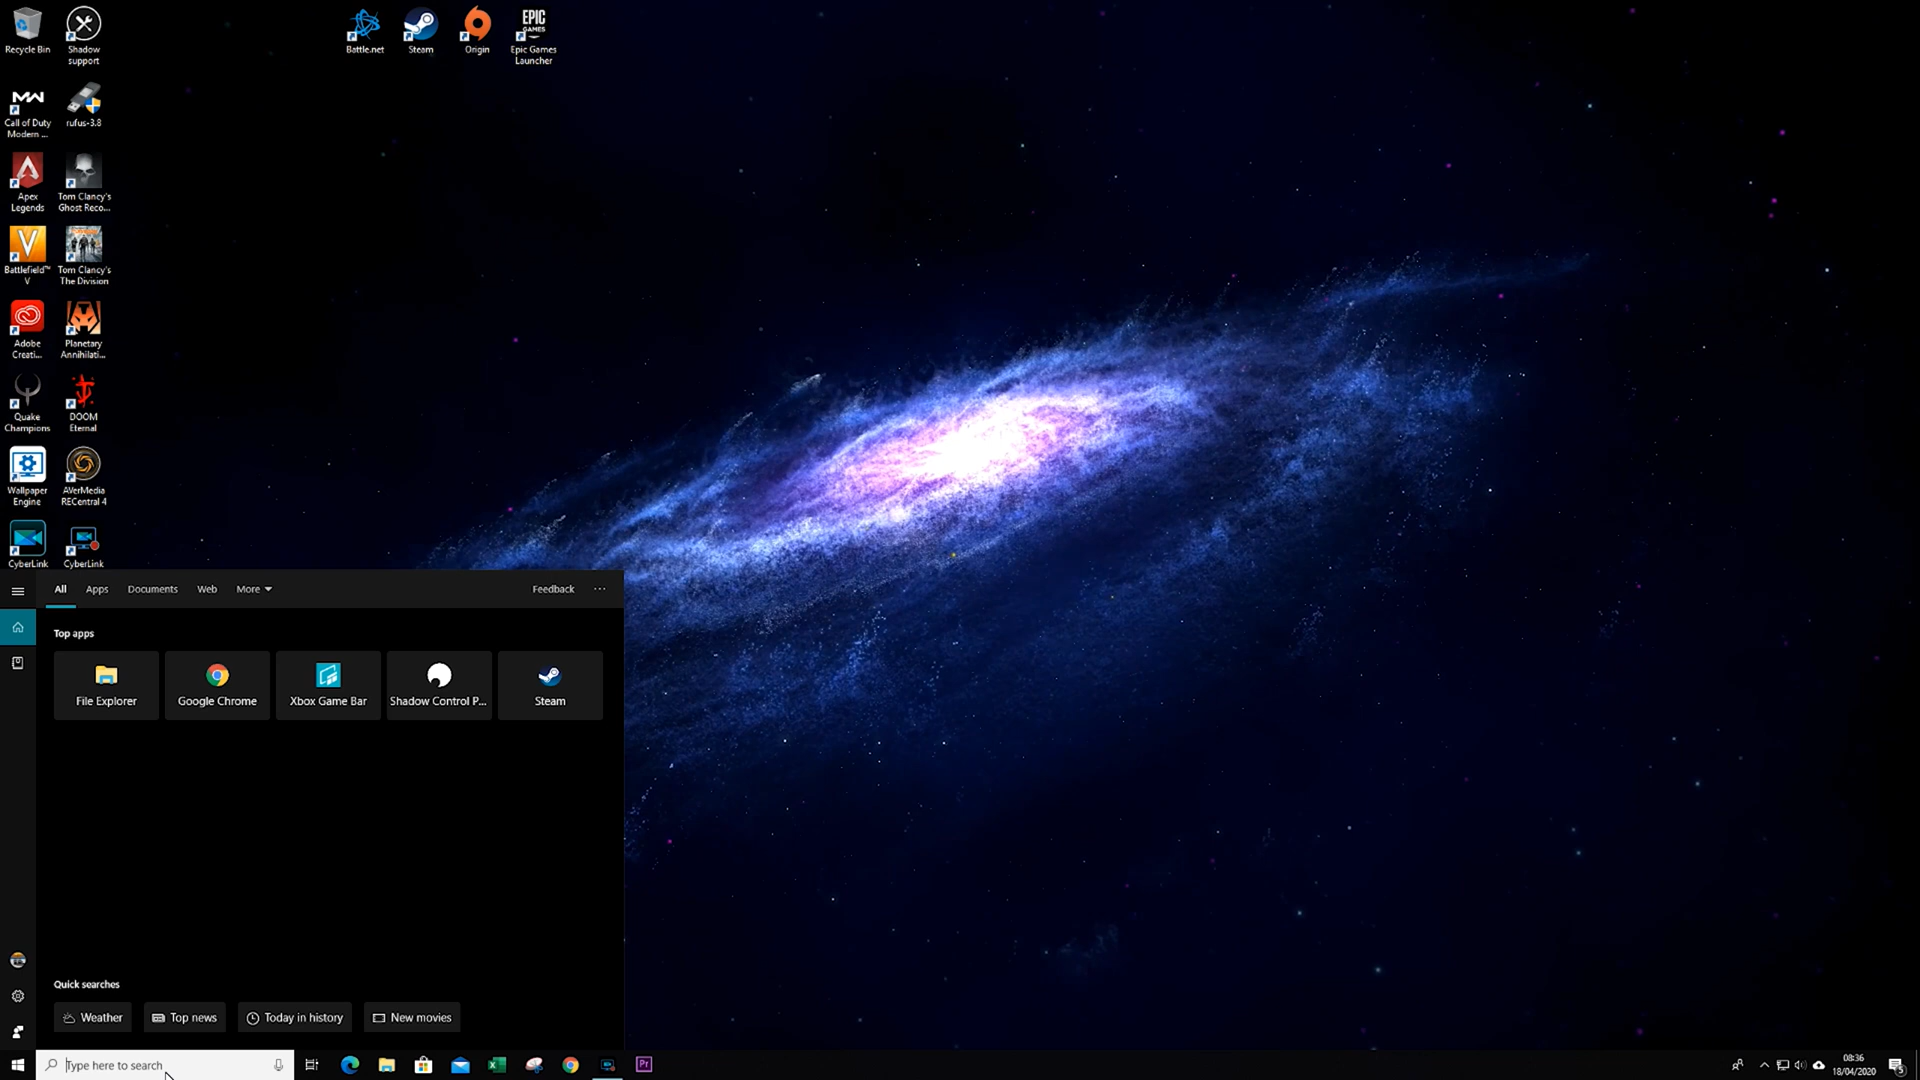 Recycle Bin
Shadow
support
Battle.net
Steam
Origin
EPIC
GAMES
Epic Games
Launcher
MW
Call of Duty
Modern ...
rufus-3.8
Apex
Legends
Tom Clancy's
Ghost Reco...
V
Battlefield™
V
Tom Clancy's
The Division
Adobe
Creati...
Planetary
Annihilati...
Quake
Champions
DOOM
Eternal
Wallpaper
Engine
AVerMedia
RECentral 4
CyberLink
CyberLink
All
Apps
Documents
Web
More
Feedback
...
Top apps
File Explorer
Google Chrome
Xbox Game Bar
Shadow Control P...
Steam
Quick searches
Weather
Top news
Today in history
New movies
Type here to search
Pr
08:36
18/04/2020
5